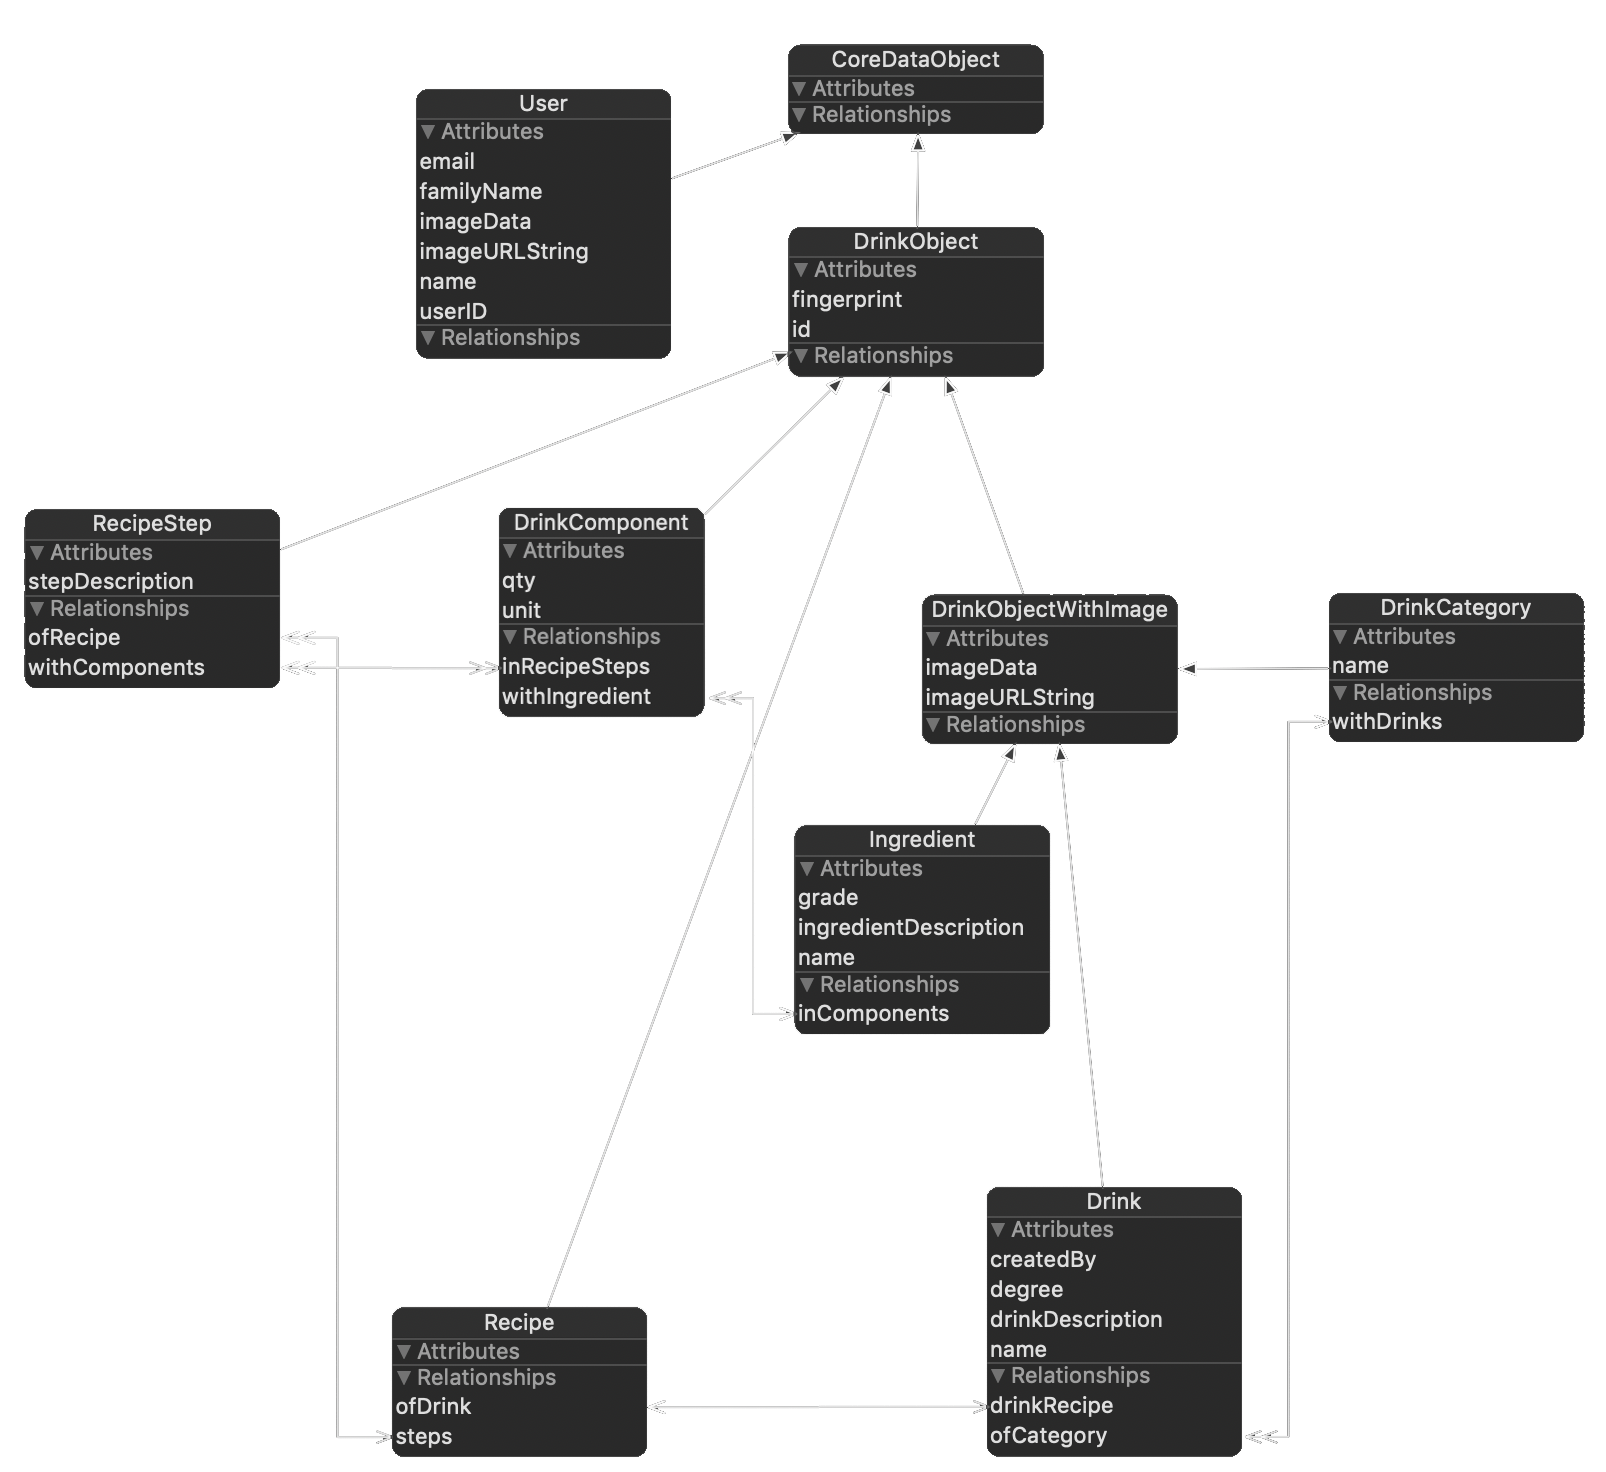 CoreDataObject
▼ Attributes
▼ Relationships
User
▼ Attributes
email
familyName
imageData
imageURLString
name
userID
▼ Relationships
DrinkObject
▼ Attributes
fingerprint
id
▼ Relationships
RecipeStep
▼ Attributes
stepDescription
▼ Relationships
ofRecipe
withComponents
DrinkComponent
▼ Attributes
qty
unit
▼ Relationships
inRecipeSteps
withIngredient
DrinkObjectWithImage
▼ Attributes
imageData
imageURLString
▼ Relationships
DrinkCategory
▼ Attributes
name
▼ Relationships
withDrinks
Ingredient
▼ Attributes
grade
ingredientDescription
name
▼ Relationships
inComponents
Drink
▼ Attributes
createdBy
degree
drinkDescription
name
▼ Relationships
drinkRecipe
ofCategory
Recipe
▼ Attributes
▼ Relationships
ofDrink
steps